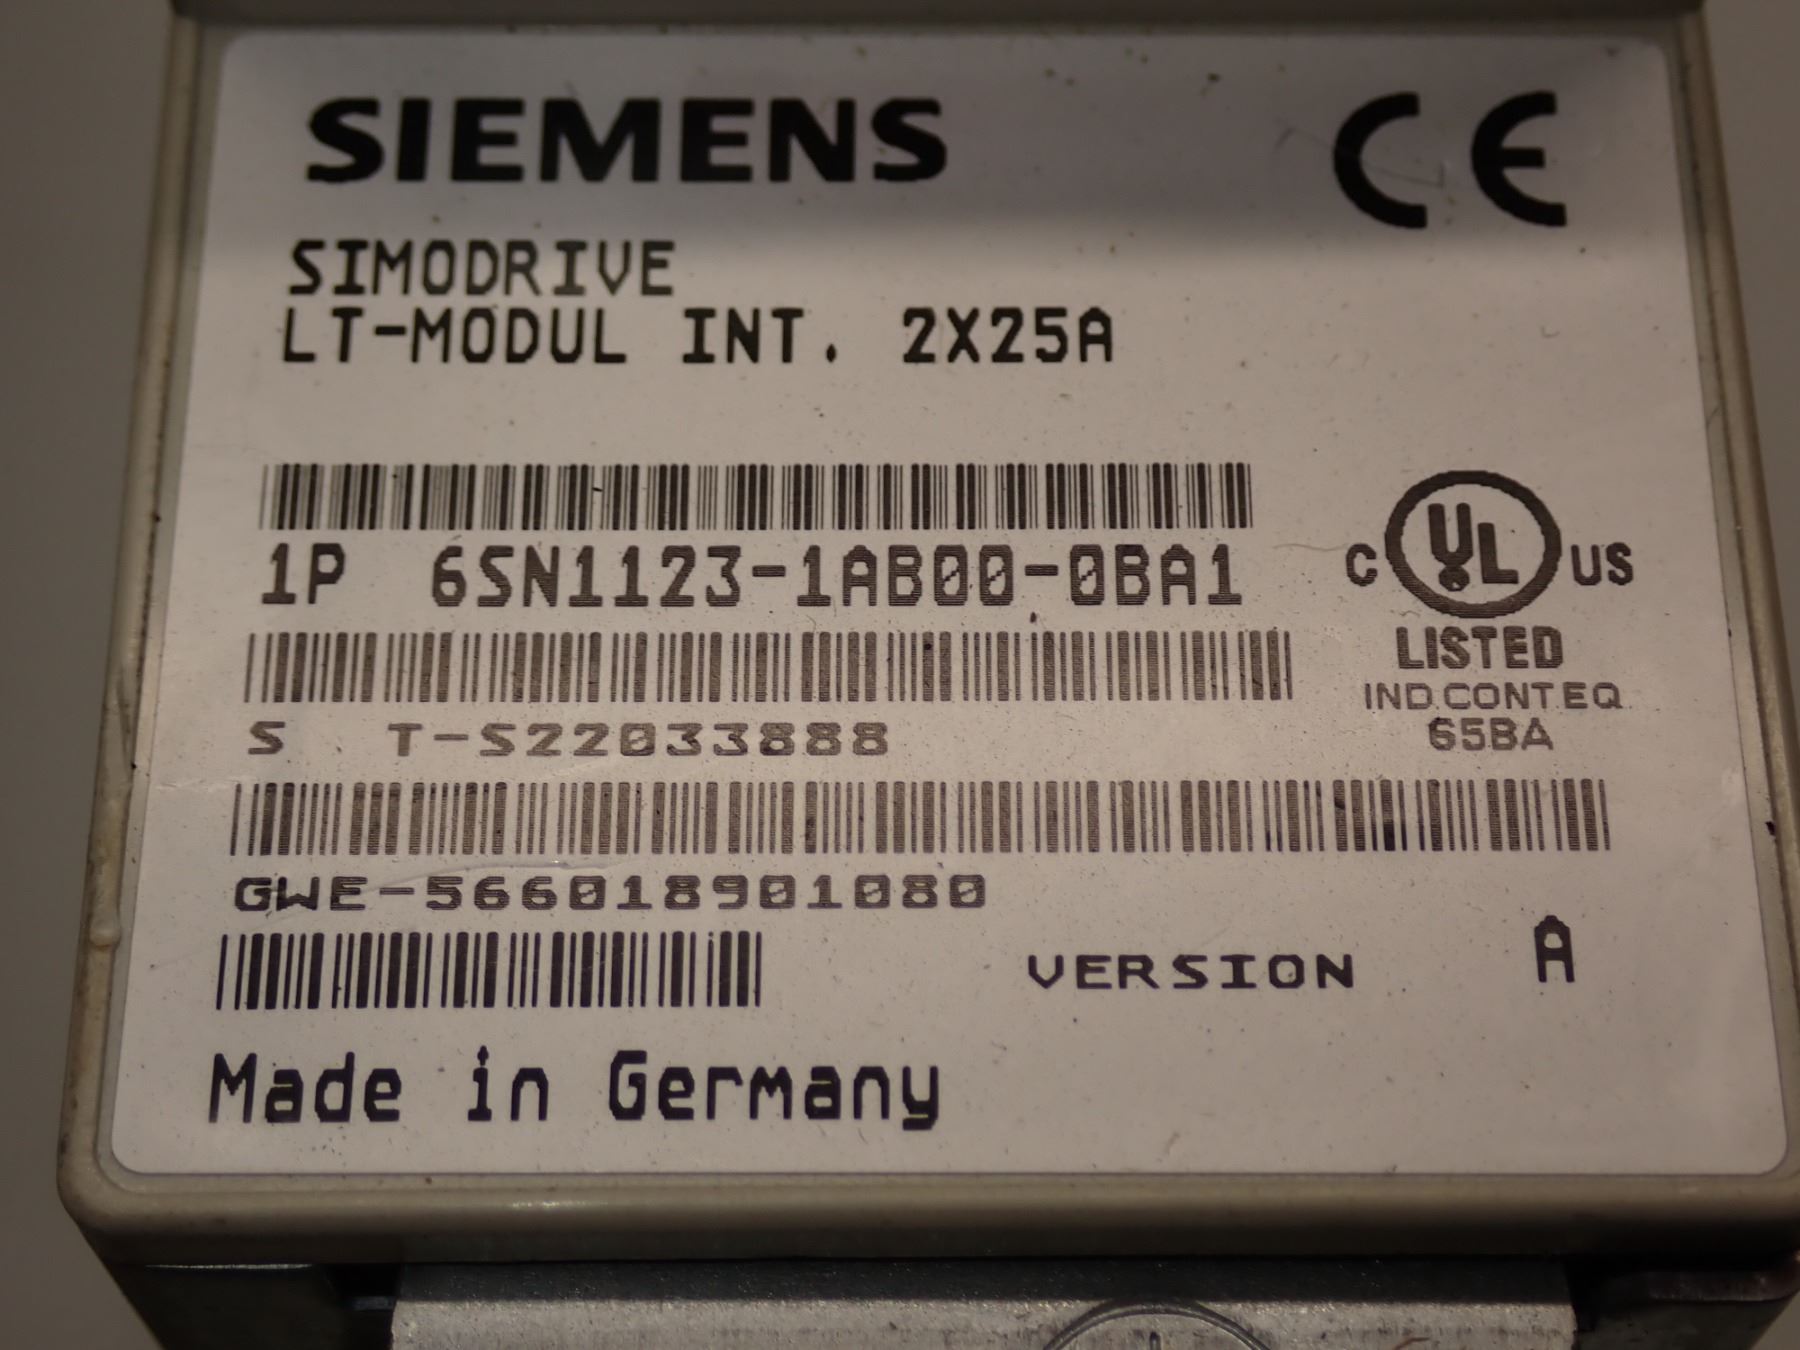 SIEMENS
CE
SIMODRIVE
LT-MODUL INT. 2X25A
1P 6SN1123-1AB00-0BA1
C UL US
LISTED
IND.CONT.EQ.
65BA
S T-S22033888
GWE-566018901080
VERSION A
Made in Germany